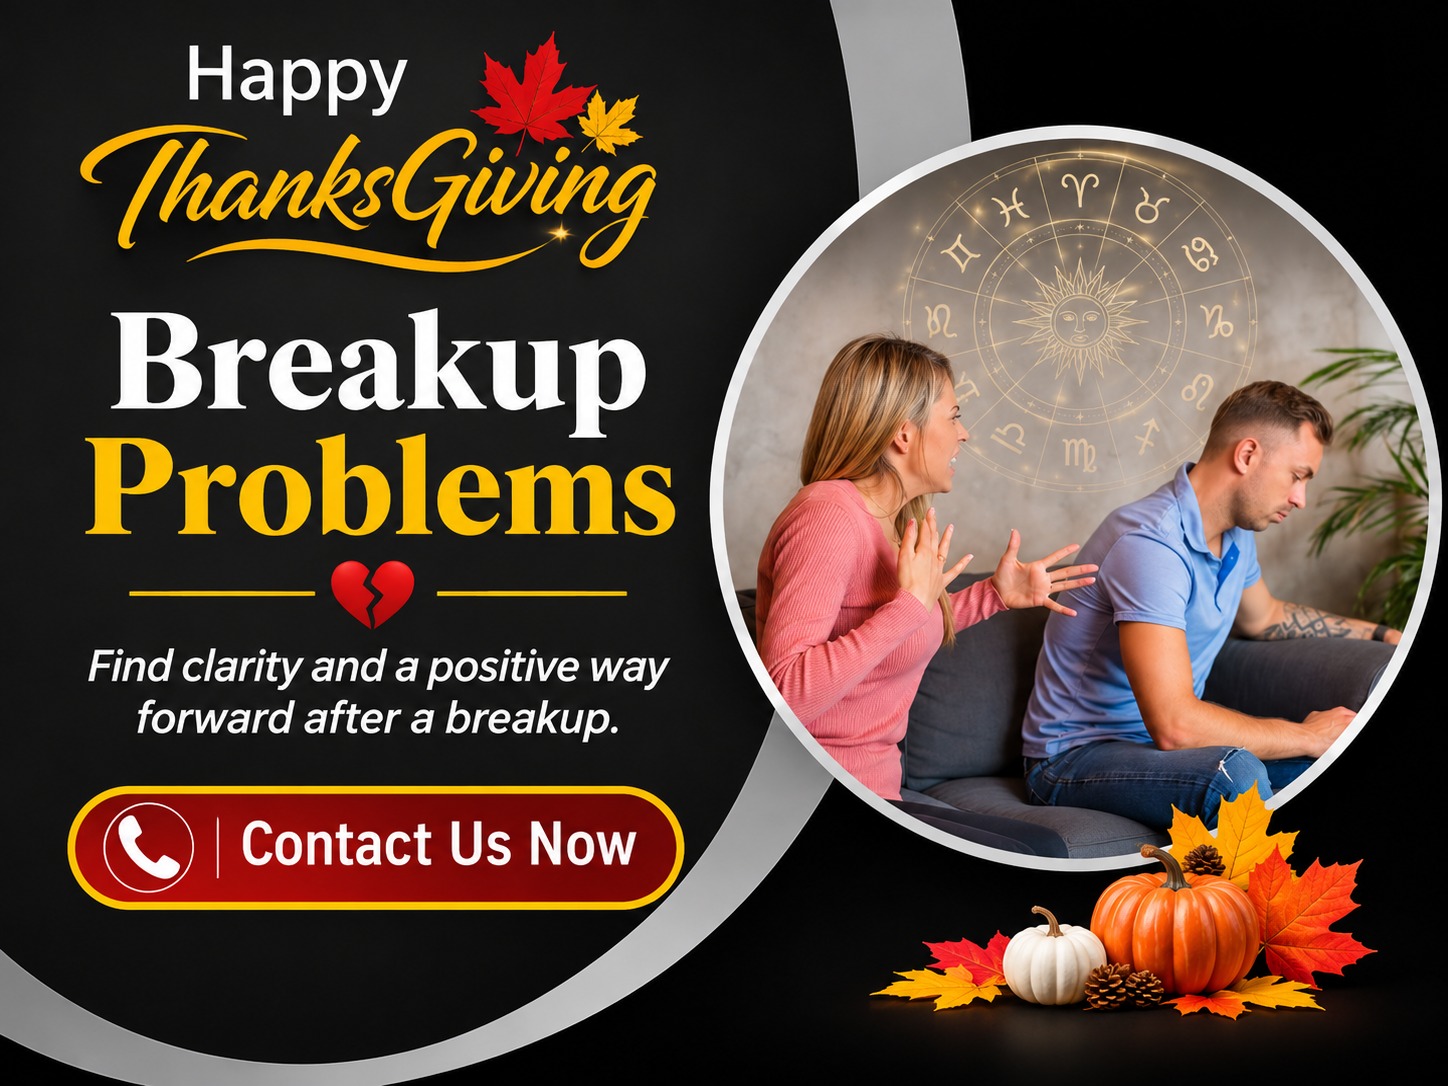 Happy
ThanksGiving
Breakup
Problems
Find clarity and a positive way
forward after a breakup.
Contact Us Now